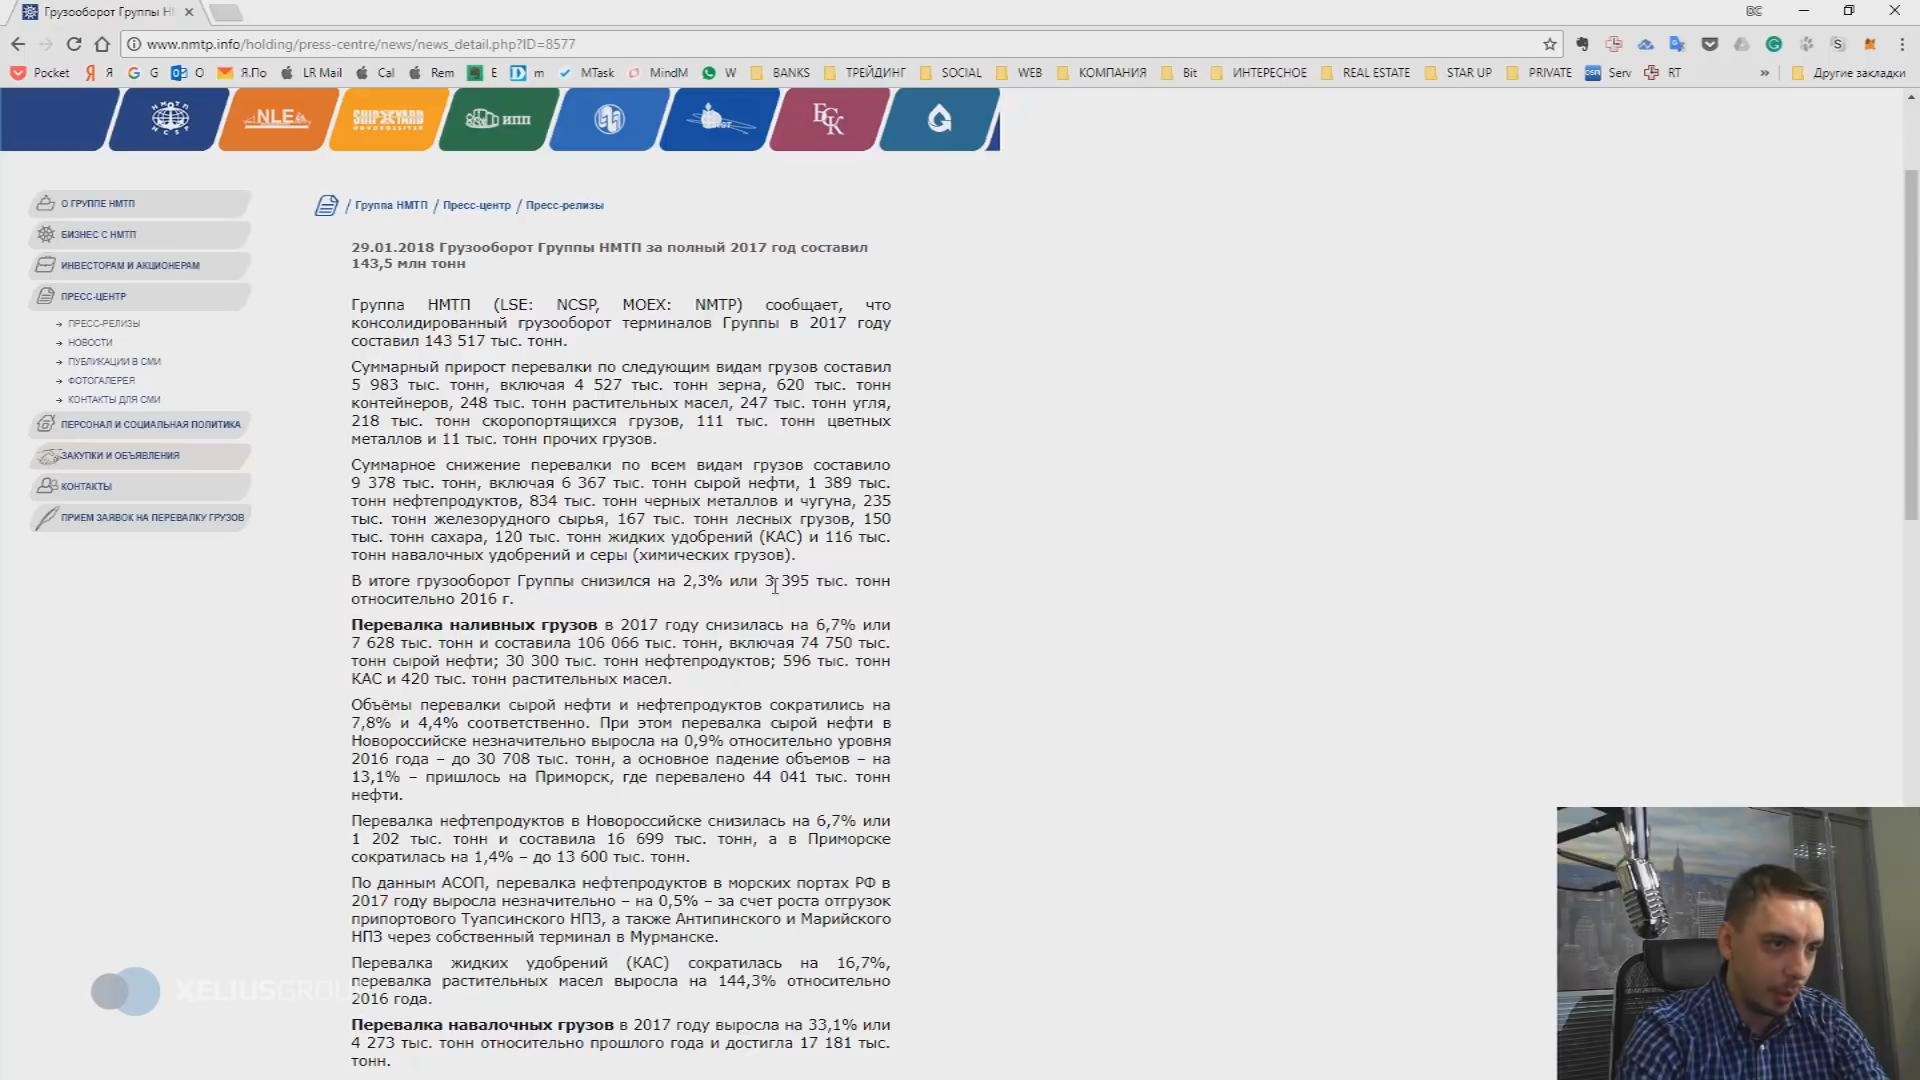 Грузооборот Группы Н
BC
www.nmtp.info/holding/press-centre/news/news_detail.php?ID=8577
Pocket Я G O Я.По LR Mail Cal Rem E m MTask MindM W BANKS ТРЕЙДИНГ SOCIAL WEB КОМПАНИЯ Bit ИНТЕРЕСНОЕ REAL ESTATE STAR UP PRIVATE Serv RT » Другие закладки
НМТП NCSP NLE SHIPYARD ИПП БСК
О ГРУППЕ НМТП
БИЗНЕС С НМТП
ИНВЕСТОРАМ И АКЦИОНЕРАМ
ПРЕСС-ЦЕНТР
ПРЕСС-РЕЛИЗЫ
НОВОСТИ
ПУБЛИКАЦИИ В СМИ
ФОТОГАЛЕРЕЯ
КОНТАКТЫ ДЛЯ СМИ
ПЕРСОНАЛ И СОЦИАЛЬНАЯ ПОЛИТИКА
ЗАКУПКИ И ОБЪЯВЛЕНИЯ
КОНТАКТЫ
ПРИЕМ ЗАЯВОК НА ПЕРЕВАЛКУ ГРУЗОВ
/ Группа НМТП / Пресс-центр / Пресс-релизы
29.01.2018 Грузооборот Группы НМТП за полный 2017 год составил
143,5 млн тонн
Группа НМТП (LSE: NCSP, MOEX: NMTP) сообщает, что
консолидированный грузооборот терминалов Группы в 2017 году
составил 143 517 тыс. тонн.
Суммарный прирост перевалки по следующим видам грузов составил
5 983 тыс. тонн, включая 4 527 тыс. тонн зерна, 620 тыс. тонн
контейнеров, 248 тыс. тонн растительных масел, 247 тыс. тонн угля,
218 тыс. тонн скоропортящихся грузов, 111 тыс. тонн цветных
металлов и 11 тыс. тонн прочих грузов.
Суммарное снижение перевалки по всем видам грузов составило
9 378 тыс. тонн, включая 6 367 тыс. тонн сырой нефти, 1 389 тыс.
тонн нефтепродуктов, 834 тыс. тонн черных металлов и чугуна, 235
тыс. тонн железорудного сырья, 167 тыс. тонн лесных грузов, 150
тыс. тонн сахара, 120 тыс. тонн жидких удобрений (КАС) и 116 тыс.
тонн навалочных удобрений и серы (химических грузов).
В итоге грузооборот Группы снизился на 2,3% или 3 395 тыс. тонн
относительно 2016 г.
Перевалка наливных грузов в 2017 году снизилась на 6,7% или
7 628 тыс. тонн и составила 106 066 тыс. тонн, включая 74 750 тыс.
тонн сырой нефти; 30 300 тыс. тонн нефтепродуктов; 596 тыс. тонн
КАС и 420 тыс. тонн растительных масел.
Объёмы перевалки сырой нефти и нефтепродуктов сократились на
7,8% и 4,4% соответственно. При этом перевалка сырой нефти в
Новороссийске незначительно выросла на 0,9% относительно уровня
2016 года – до 30 708 тыс. тонн, а основное падение объемов – на
13,1% – пришлось на Приморск, где перевалено 44 041 тыс. тонн
нефти.
Перевалка нефтепродуктов в Новороссийске снизилась на 6,7% или
1 202 тыс. тонн и составила 16 699 тыс. тонн, а в Приморске
сократилась на 1,4% – до 13 600 тыс. тонн.
По данным АСОП, перевалка нефтепродуктов в морских портах РФ в
2017 году выросла незначительно – на 0,5% – за счет роста отгрузок
припортового Туапсинского НПЗ, а также Антипинского и Марийского
НПЗ через собственный терминал в Мурманске.
Перевалка жидких удобрений (КАС) сократилась на 16,7%,
перевалка растительных масел выросла на 144,3% относительно
2016 года.
Перевалка навалочных грузов в 2017 году выросла на 33,1% или
4 273 тыс. тонн относительно прошлого года и достигла 17 181 тыс.
тонн.
XELIUSGROUP